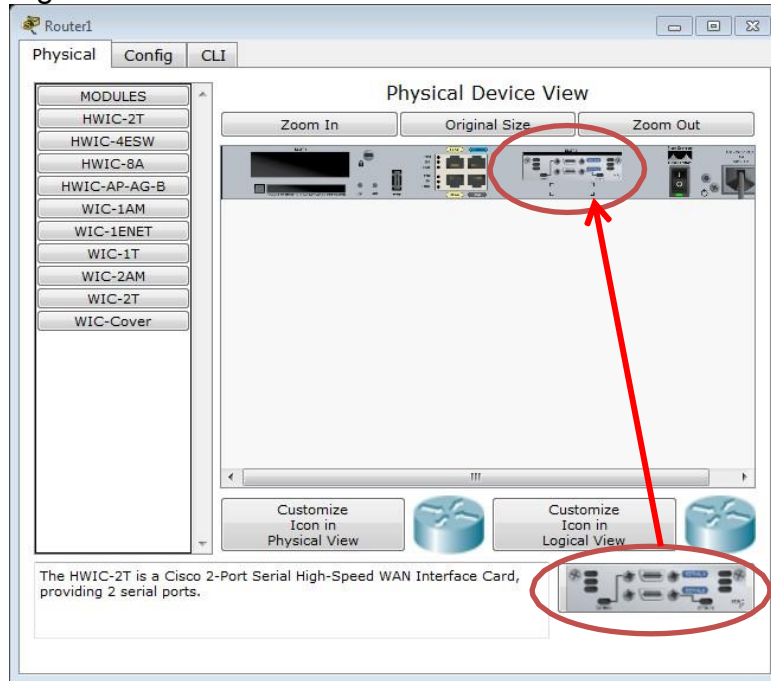 Router1
Physical Config CLI
MODULES
HWIC-2T
HWIC-4ESW
HWIC-8A
HWIC-AP-AG-B
WIC-1AM
WIC-1ENET
WIC-1T
WIC-2AM
WIC-2T
WIC-Cover
Physical Device View
Zoom In Original Size Zoom Out
Customize
Icon in
Physical View
Customize
Icon in
Logical View
The HWIC-2T is a Cisco 2-Port Serial High-Speed WAN Interface Card,
providing 2 serial ports.